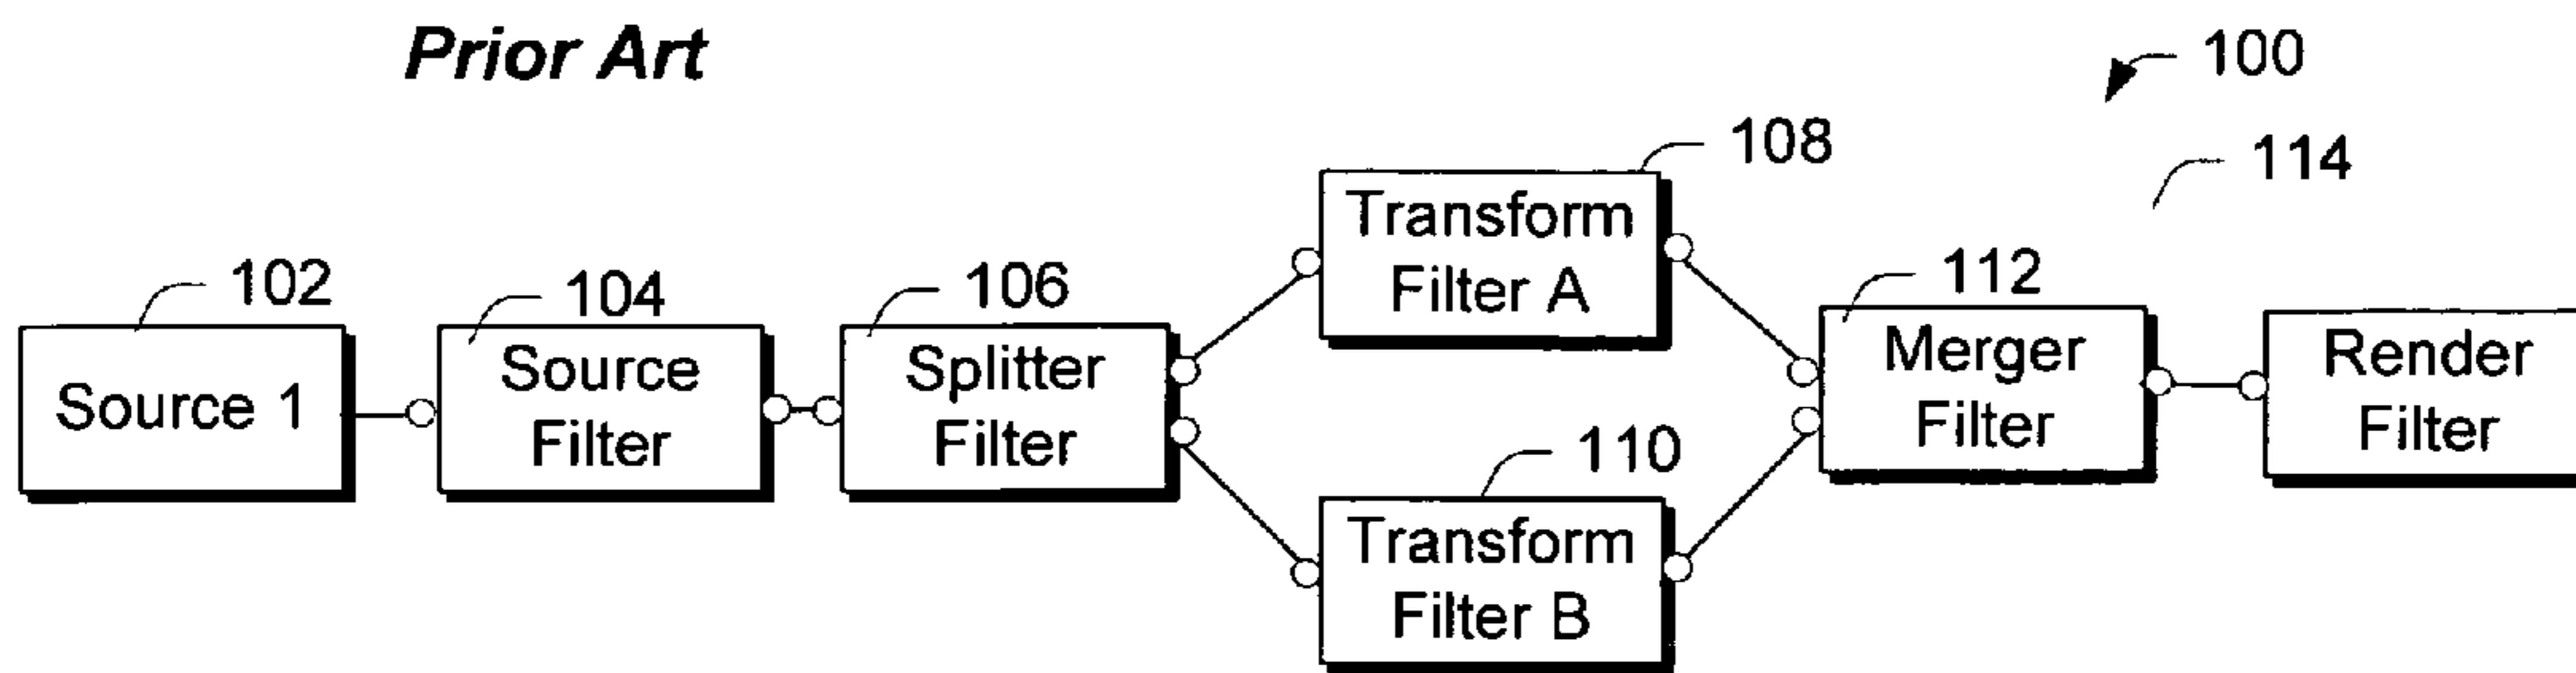 Prior Art
100
114
108
Transform
Filter A
102
Source 1
104
Source
Filter
106
Splitter
Filter
110
Transform
Filter B
112
Merger
Filter
Render
Filter